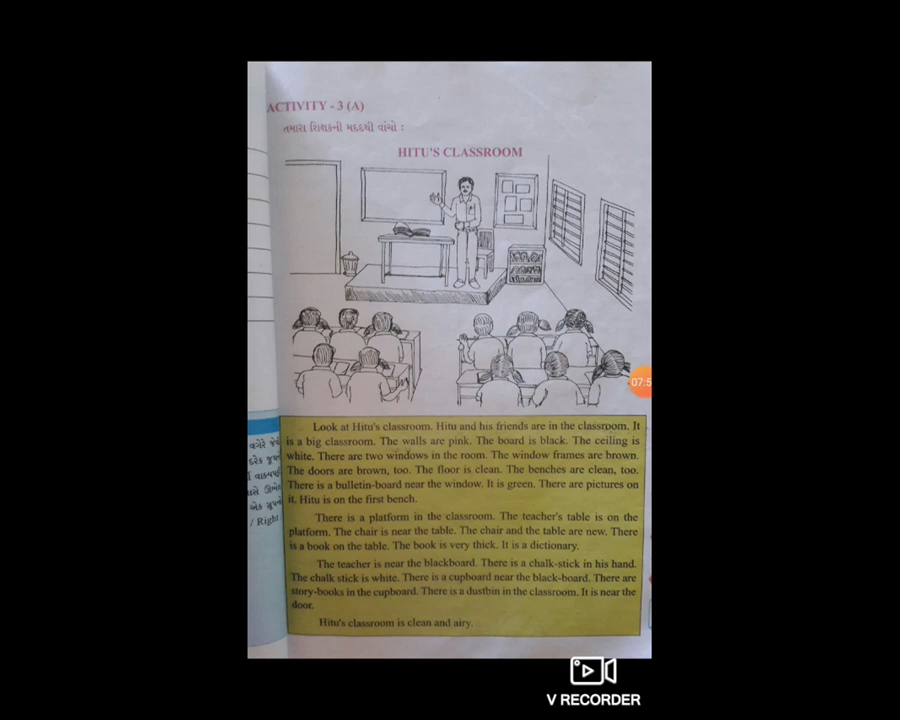 ACTIVITY - 3 (A)
તમારા શિક્ષકની મદદથી વાંચો :
HITU'S CLASSROOM
07:5
Look at Hitu's classroom. Hitu and his friends are in the classroom. It
is a big classroom. The walls are pink. The board is black. The ceiling is
white. There are two windows in the room. The window frames are brown.
The doors are brown, too. The floor is clean. The benches are clean, too.
There is a bulletin-board near the window. It is green. There are pictures on
it. Hitu is on the first bench.
There is a platform in the classroom. The teacher's table is on the
platform. The chair is near the table. The chair and the table are new. There
is a book on the table. The book is very thick. It is a dictionary.
The teacher is near the blackboard. There is a chalk-stick in his hand.
The chalk stick is white. There is a cupboard near the black-board. There are
story-books in the cupboard. There is a dustbin in the classroom. It is near the
door.
Hitu's classroom is clean and airy.
/ Right
V RECORDER